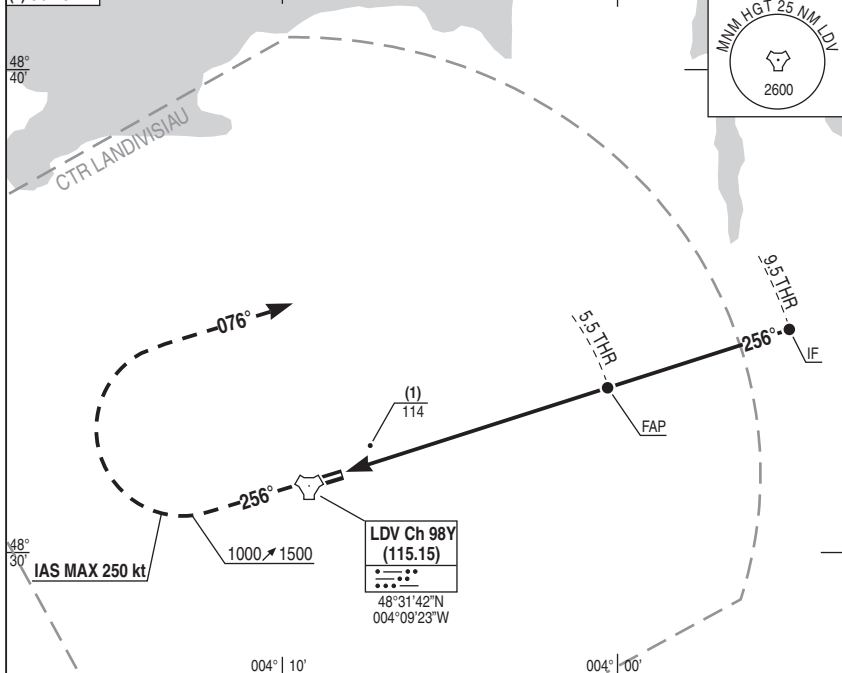 MNM HGT 25 NM LDV
2600
48°
40'
CTR LANDIVISIAU
9.5 THR
076°
5.5 THR
256°
IF
(1)
114
FAP
256°
LDV Ch 98Y
(115.15)
1000 ↗ 1500
48°
30'
IAS MAX 250 kt
48°31'42"N
004°09'23"W
004° 10'
004° 00'